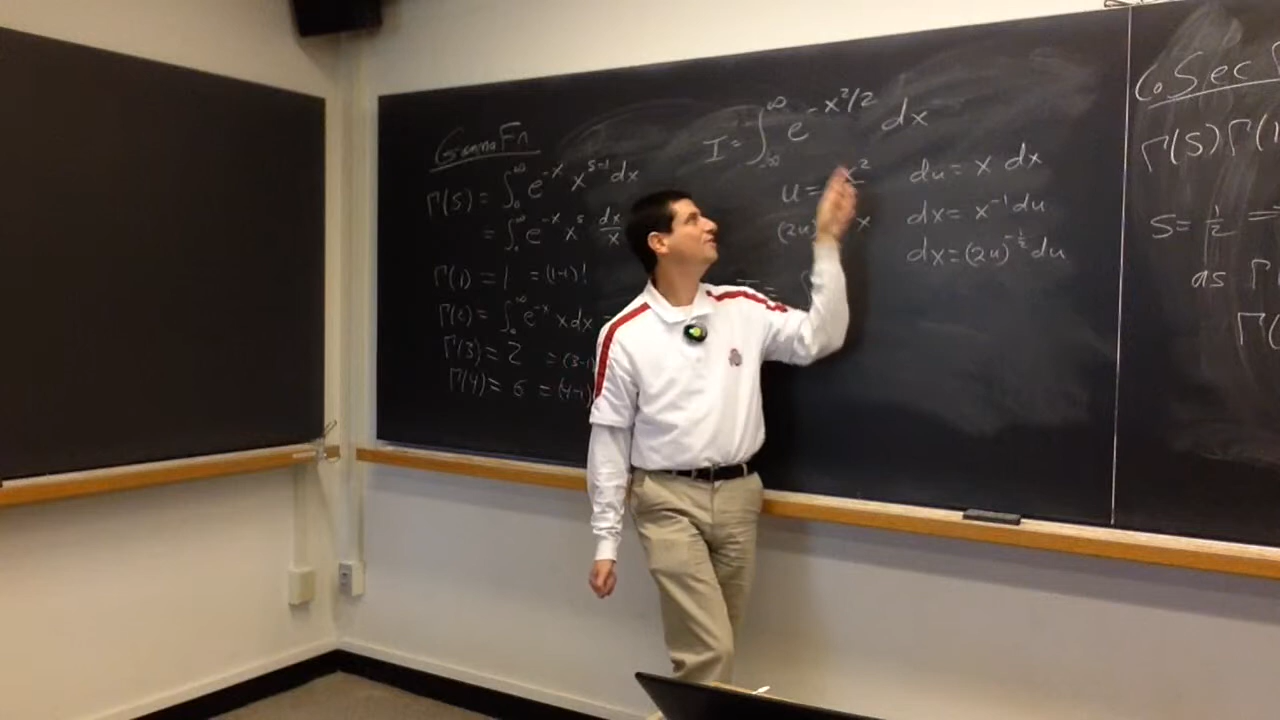 Gamma Fn
Γ(s) = ∫₀^∞ e^{-x} x^{s-1} dx
= ∫₀^∞ e^{-x} x^s dx/x
Γ(1) = 1 = (1-1)!
Γ(2) = ∫₀^∞ e^{-x} x dx =
Γ(3) = 2 = (3-1)
Γ(4) = 6 = (4-1)
I = ∫_{-∞}^∞ e^{-x²/2} dx
u = x² du = x dx
(2u) x dx = x^{-1} du
dx = (2u)^{-1/2} du
I =
CoSec
Γ(s) Γ(1
s = 1/2 =
as Γ
Γ(